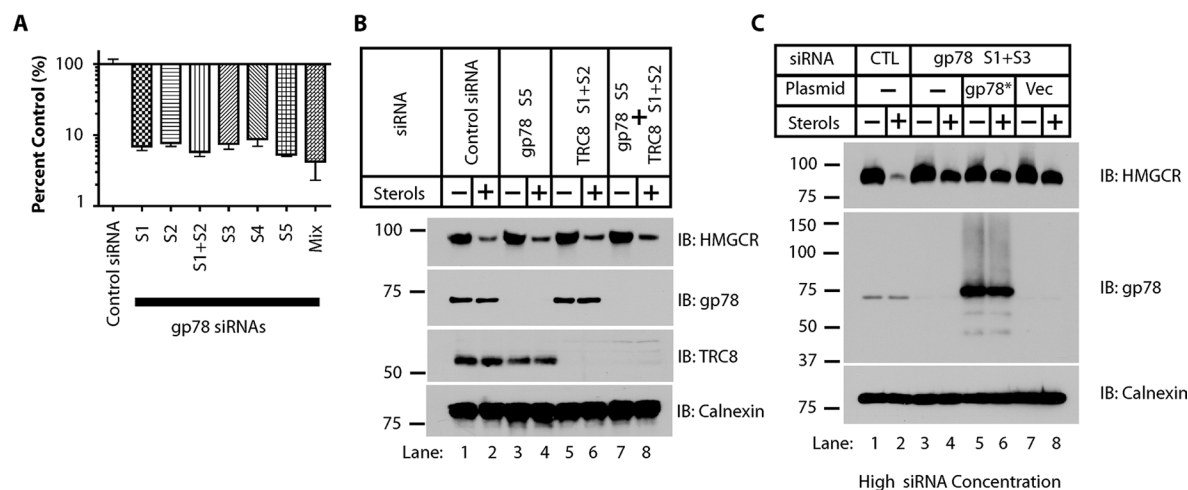 A
Percent Control (%)
100
10
1
Control siRNA
S1
S2
S1+S2
S3
S4
S5
Mix
gp78 siRNAs
B
siRNA
Control siRNA
gp78 S5
TRC8 S1+S2
gp78 S5
+
TRC8 S1+S2
Sterols − + − + − + − +
100
IB: HMGCR
75
IB: gp78
50
IB: TRC8
75
IB: Calnexin
Lane: 1 2 3 4 5 6 7 8
C
siRNA CTL gp78 S1+S3
Plasmid − − gp78* Vec
Sterols − + − + − + − +
100
75
IB: HMGCR
150
100
75
50
37
IB: gp78
75
IB: Calnexin
Lane: 1 2 3 4 5 6 7 8
High siRNA Concentration